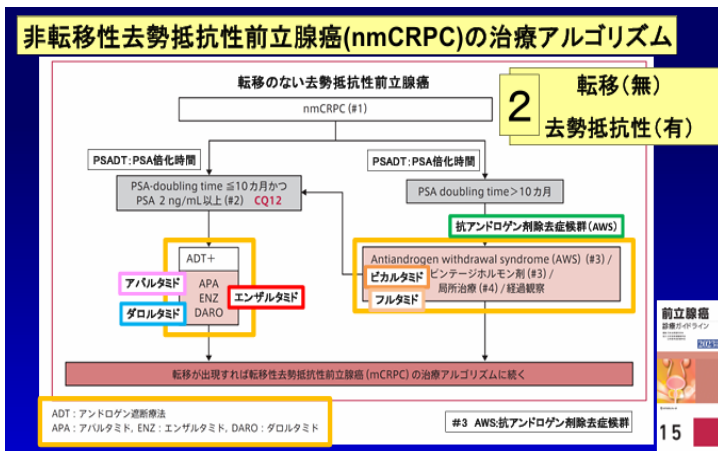 非転移性去勢抵抗性前立腺癌(nmCRPC)の治療アルゴリズム
転移のない去勢抵抗性前立腺癌
nmCRPC (#1)
2
転移(無)
去勢抵抗性(有)
PSADT:PSA倍化時間
PSADT:PSA倍化時間
PSA-doubling time ≦10カ月かつ
PSA 2 ng/mL以上(#2) CQ12
PSA doubling time>10カ月
抗アンドロゲン剤除去症候群(AWS)
ADT+
APA
ENZ
DARO
アパルタミド
エンザルタミド
ダロルタミド
Antiandrogen withdrawal syndrome (AWS) (#3) /
ビンテージホルモン剤(#3) /
局所治療(#4) /経過観察
ビカルタミド
フルタミド
転移が出現すれば転移性去勢抵抗性前立腺癌(mCRPC)の治療アルゴリズムに続く
ADT:アンドロゲン遮断療法
APA:アパルタミド, ENZ:エンザルタミド, DARO:ダロルタミド
#3 AWS:抗アンドロゲン剤除去症候群
前立腺癌
診療ガイドライン
2023
15